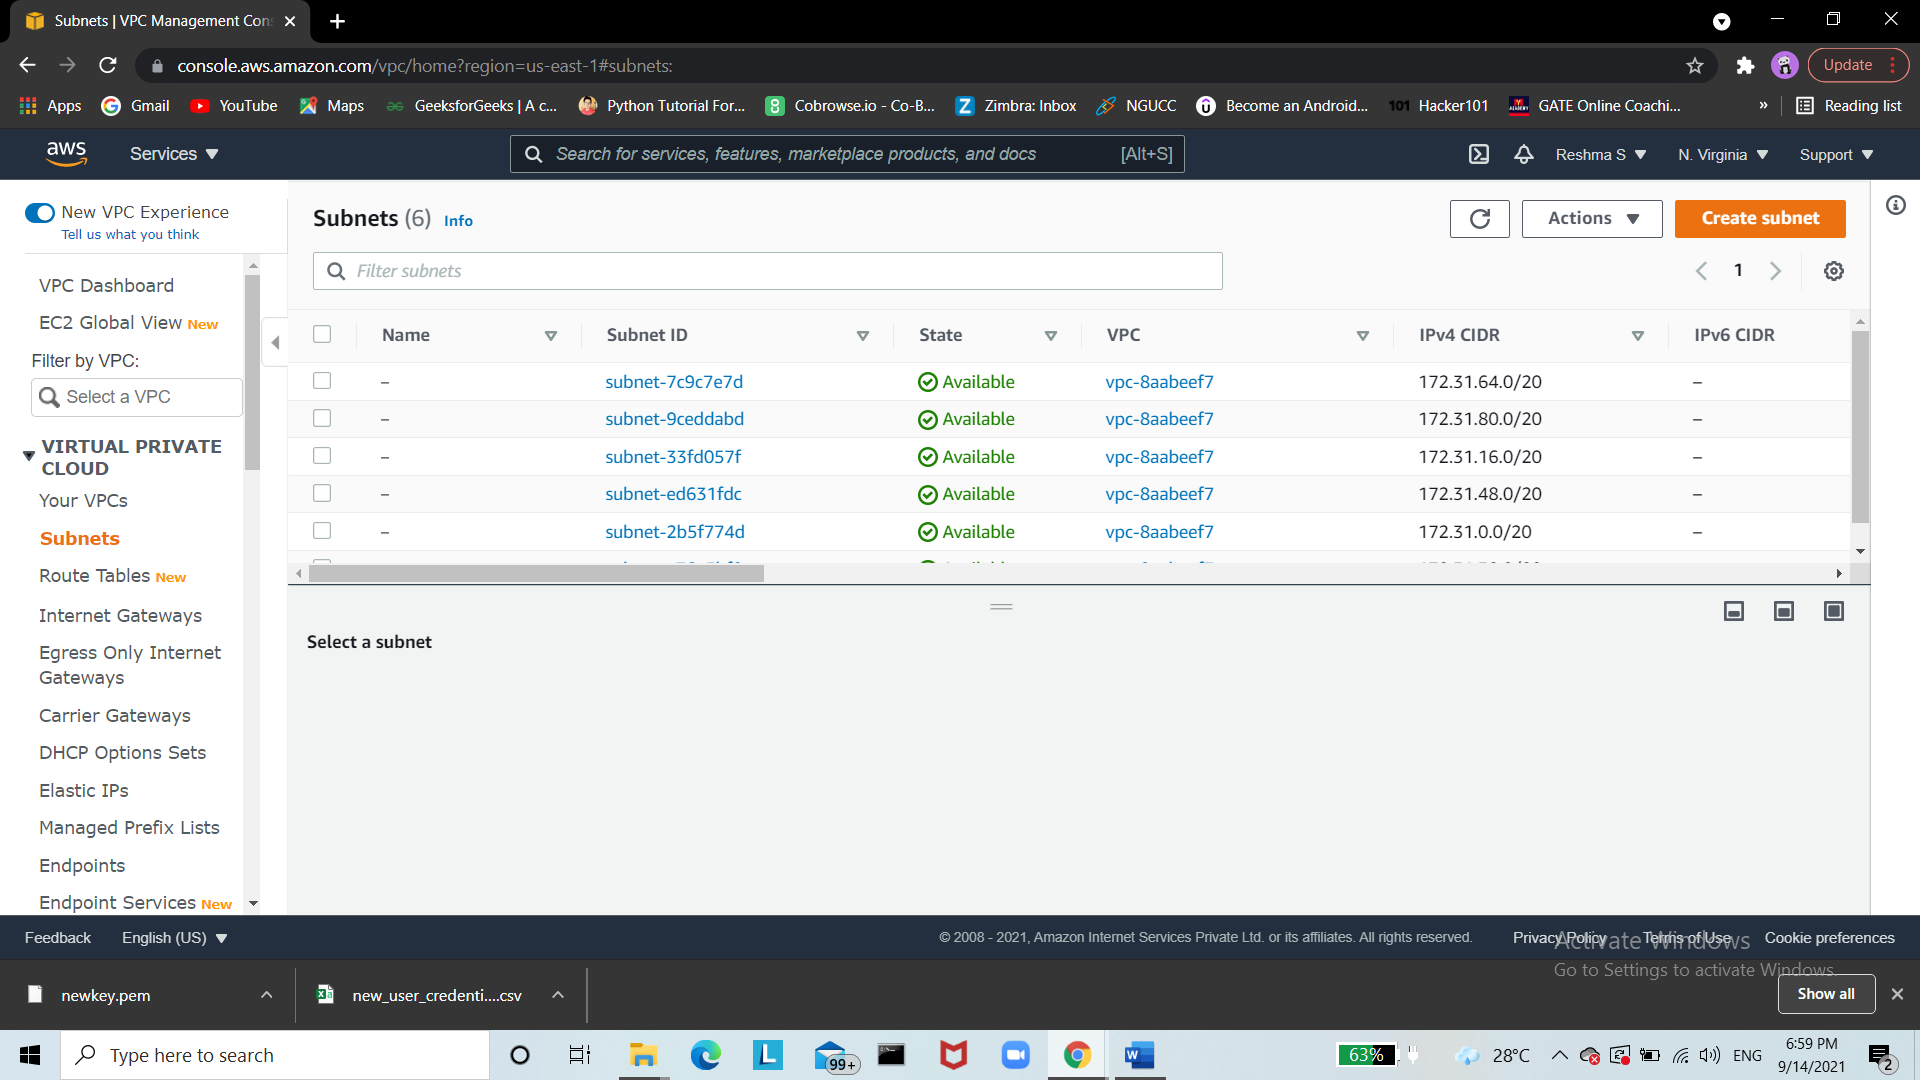 Subnets | VPC Management Con
console.aws.amazon.com/vpc/home?region=us-east-1#subnets:
Update
Apps Gmail YouTube Maps GeeksforGeeks | A c... Python Tutorial For... Cobrowse.io - Co-B... Zimbra: Inbox NGUCC Become an Android... 101 Hacker101 GATE Online Coachi... » Reading list
aws Services Search for services, features, marketplace products, and docs [Alt+S] Reshma S N. Virginia Support
New VPC Experience
Tell us what you think
VPC Dashboard
EC2 Global View New
Filter by VPC:
Select a VPC
VIRTUAL PRIVATE
CLOUD
Your VPCs
Subnets
Route Tables New
Internet Gateways
Egress Only Internet
Gateways
Carrier Gateways
DHCP Options Sets
Elastic IPs
Managed Prefix Lists
Endpoints
Endpoint Services New
Subnets (6) Info
Actions Create subnet
Filter subnets
1
Name Subnet ID State VPC IPv4 CIDR IPv6 CIDR
– subnet-7c9c7e7d Available vpc-8aabeef7 172.31.64.0/20 –
– subnet-9ceddabd Available vpc-8aabeef7 172.31.80.0/20 –
– subnet-33fd057f Available vpc-8aabeef7 172.31.16.0/20 –
– subnet-ed631fdc Available vpc-8aabeef7 172.31.48.0/20 –
– subnet-2b5f774d Available vpc-8aabeef7 172.31.0.0/20 –
Select a subnet
Feedback English (US) © 2008 - 2021, Amazon Internet Services Private Ltd. or its affiliates. All rights reserved. Privacy Policy Terms of Use Cookie preferences
Activate Windows
Go to Settings to activate Windows.
newkey.pem new_user_credenti....csv Show all
Type here to search
99+
63% 28°C ENG
6:59 PM
9/14/2021
2